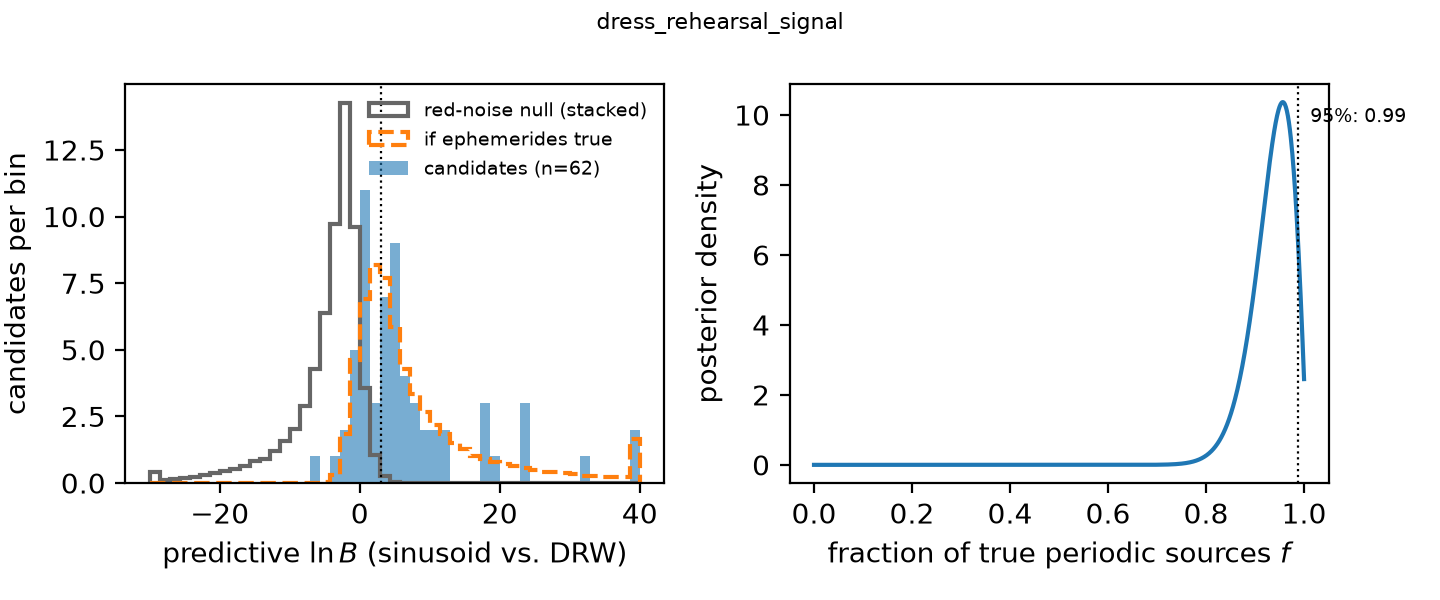 dress_rehearsal_signal
candidates per bin
12.5
10.0
7.5
5.0
2.5
0.0
red-noise null (stacked)
if ephemerides true
candidates (n=62)
−20 0 20 40
predictive ln B (sinusoid vs. DRW)
posterior density
10
8
6
4
2
0
95%: 0.99
0.0 0.2 0.4 0.6 0.8 1.0
fraction of true periodic sources f